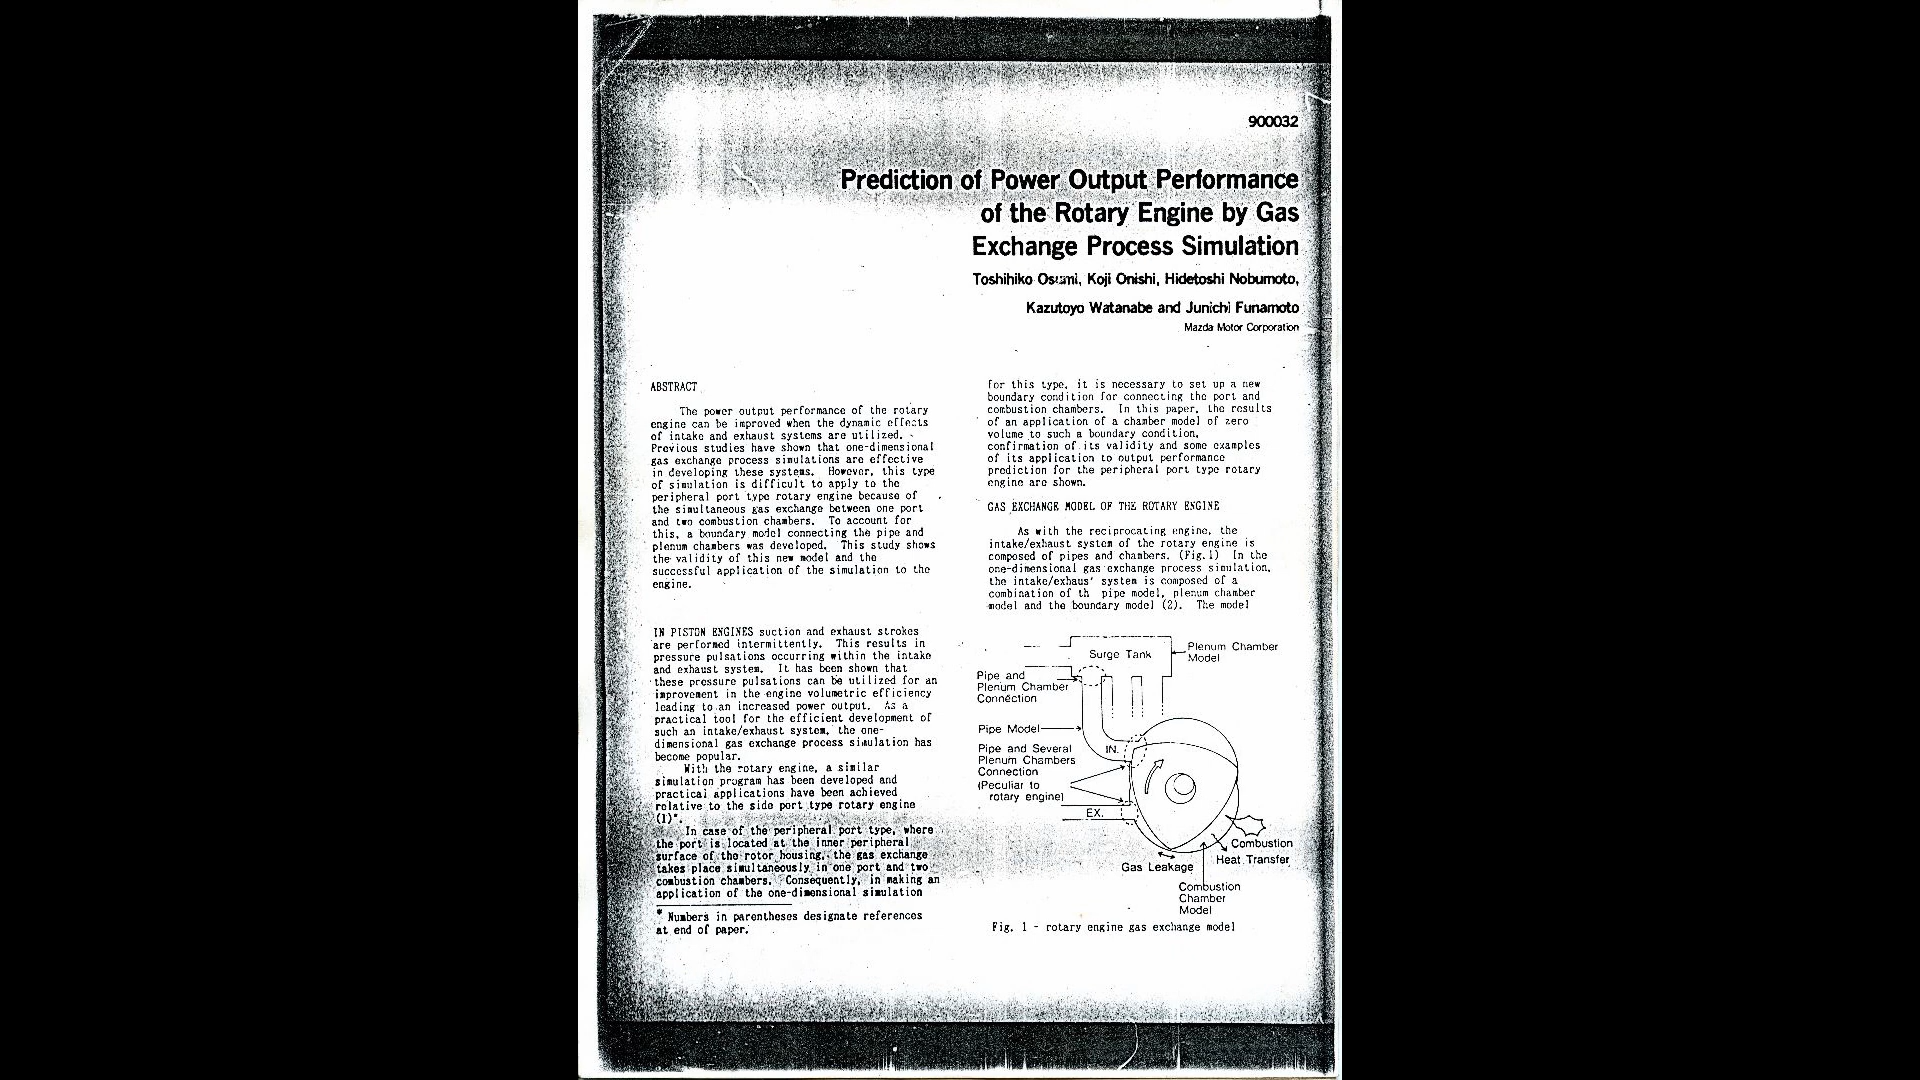 900032
Prediction of Power Output Performance
of the Rotary Engine by Gas
Exchange Process Simulation
Toshihiko Osumi, Koji Onishi, Hidetoshi Nobumoto,
Kazutoyo Watanabe and Junichi Funamoto
Mazda Motor Corporation
ABSTRACT
The power output performance of the rotary
engine can be improved when the dynamic effects
of intake and exhaust systems are utilized.
Previous studies have shown that one-dimensional
gas exchange process simulations are effective
in developing these systems. However, this type
of simulation is difficult to apply to the
peripheral port type rotary engine because of
the simultaneous gas exchange between one port
and two combustion chambers. To account for
this, a boundary model connecting the pipe and
plenum chambers was developed. This study shows
the validity of this new model and the
successful application of the simulation to the
engine.
IN PISTON ENGINES suction and exhaust strokes
are performed intermittently. This results in
pressure pulsations occurring within the intake
and exhaust system. It has been shown that
these pressure pulsations can be utilized for an
improvement in the engine volumetric efficiency
leading to an increased power output. As a
practical tool for the efficient development of
such an intake/exhaust system, the one-
dimensional gas exchange process simulation has
become popular.
With the rotary engine, a similar
simulation program has been developed and
practical applications have been achieved
relative to the side port type rotary engine
(1)*.
In case of the peripheral port type, where
the port is located at the inner peripheral
surface of the rotor housing, the gas exchange
takes place simultaneously in one port and two
combustion chambers. Consequently, in making an
application of the one-dimensional simulation
* Numbers in parentheses designate references
at end of paper.
for this type, it is necessary to set up a new
boundary condition for connecting the port and
combustion chambers. In this paper, the results
of an application of a chamber model of zero
volume to such a boundary condition,
confirmation of its validity and some examples
of its application to output performance
prediction for the peripheral port type rotary
engine are shown.
GAS EXCHANGE MODEL OF THE ROTARY ENGINE
As with the reciprocating engine, the
intake/exhaust system of the rotary engine is
composed of pipes and chambers. (Fig.1) In the
one-dimensional gas exchange process simulation,
the intake/exhaus' system is composed of a
combination of th pipe model, plenum chamber
model and the boundary model (2). The model
Surge Tank
Plenum Chamber
Model
Pipe and
Plenum Chamber
Connection
Pipe Model
IN.
Pipe and Several
Plenum Chambers
Connection
(Peculiar to
rotary engine)
EX.
Combustion
Heat Transfer
Gas Leakage
Combustion
Chamber
Model
Fig. 1 - rotary engine gas exchange model